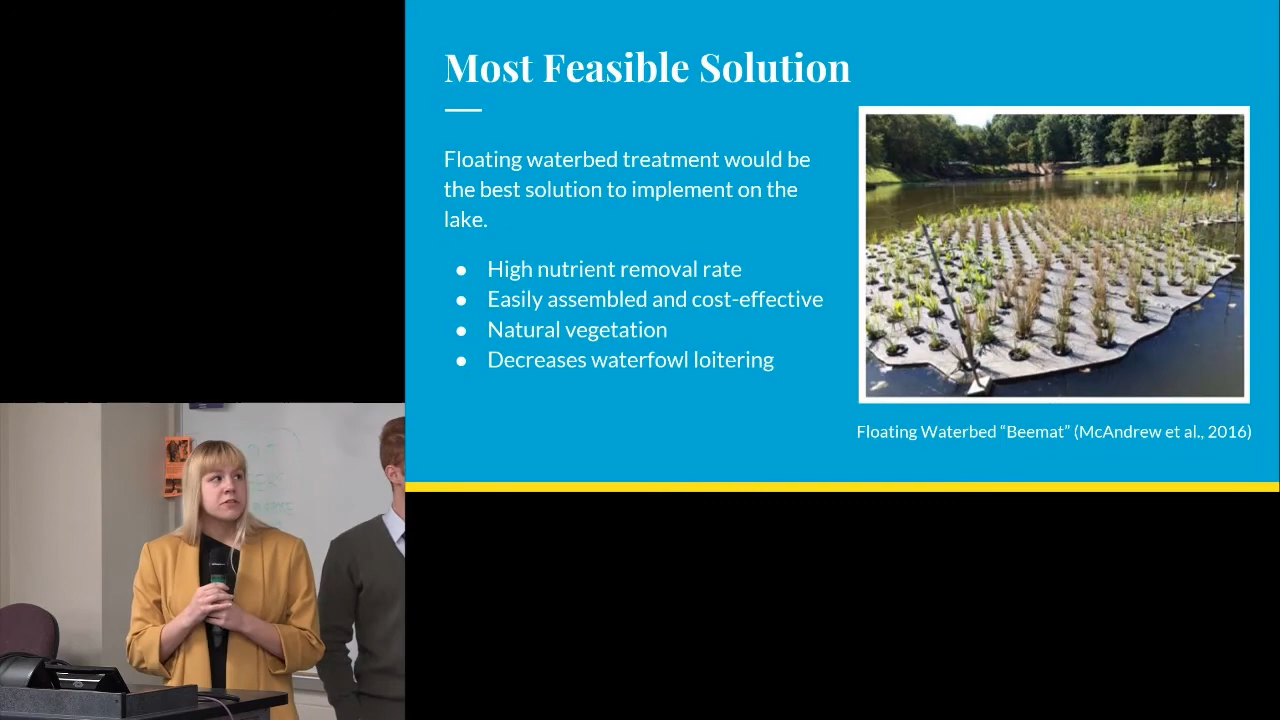 Most Feasible Solution
Floating waterbed treatment would be
the best solution to implement on the
lake.
● High nutrient removal rate
● Easily assembled and cost-effective
● Natural vegetation
● Decreases waterfowl loitering
Floating Waterbed “Beemat” (McAndrew et al., 2016)